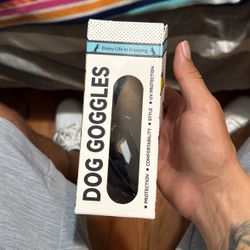 Enjoy Life in Enjoying
DOG GOGGLES
• PROTECTION • COMFORTABILITY • STYLE • UV PROTECTION